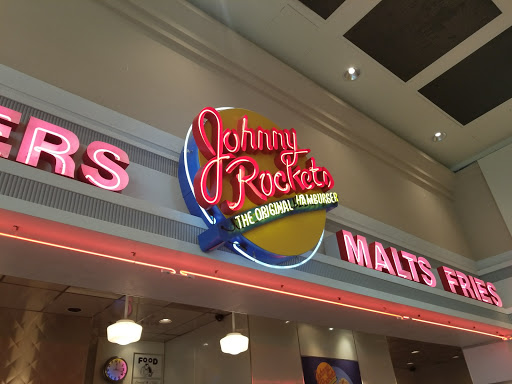 ERS
Johnny
Rockets
THE ORIGINAL HAMBURGER
MALTS FRIES
FOOD